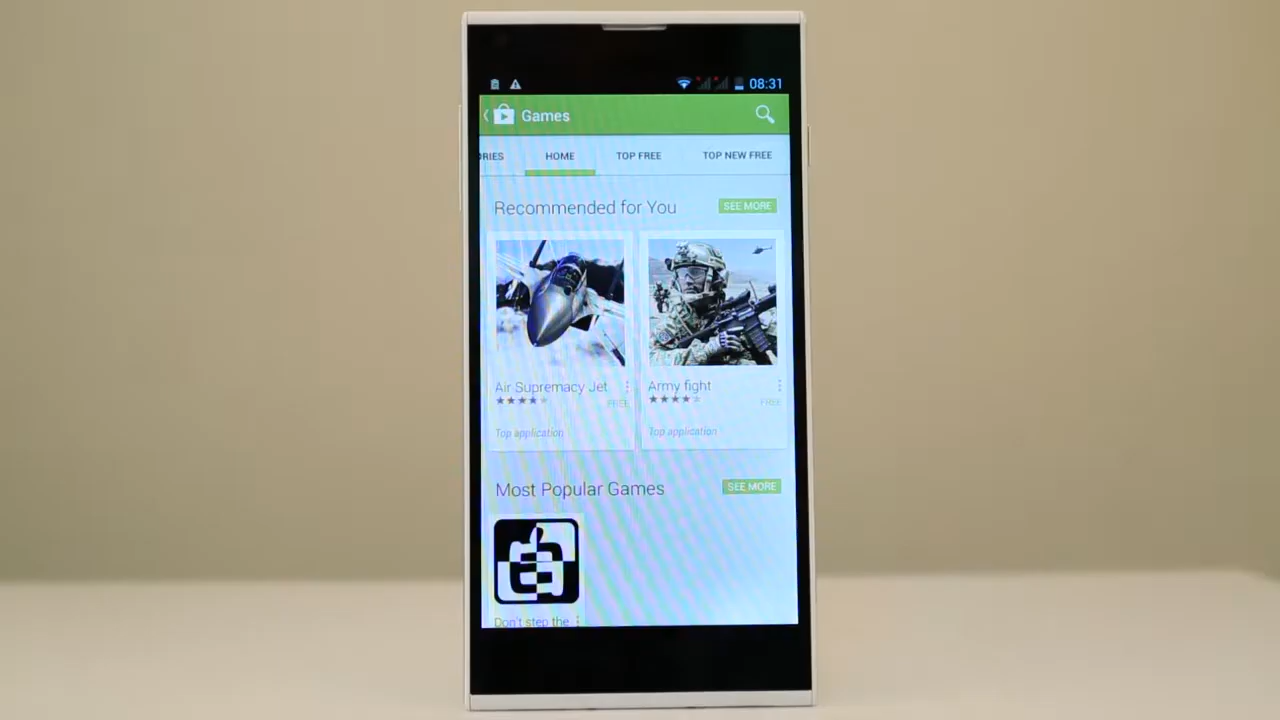 08:31
Games
ORIES HOME TOP FREE TOP NEW FREE
Recommended for You SEE MORE
Air Supremacy Jet Army fight
FREE FREE
Top application Top application
Most Popular Games SEE MORE
Don't step the